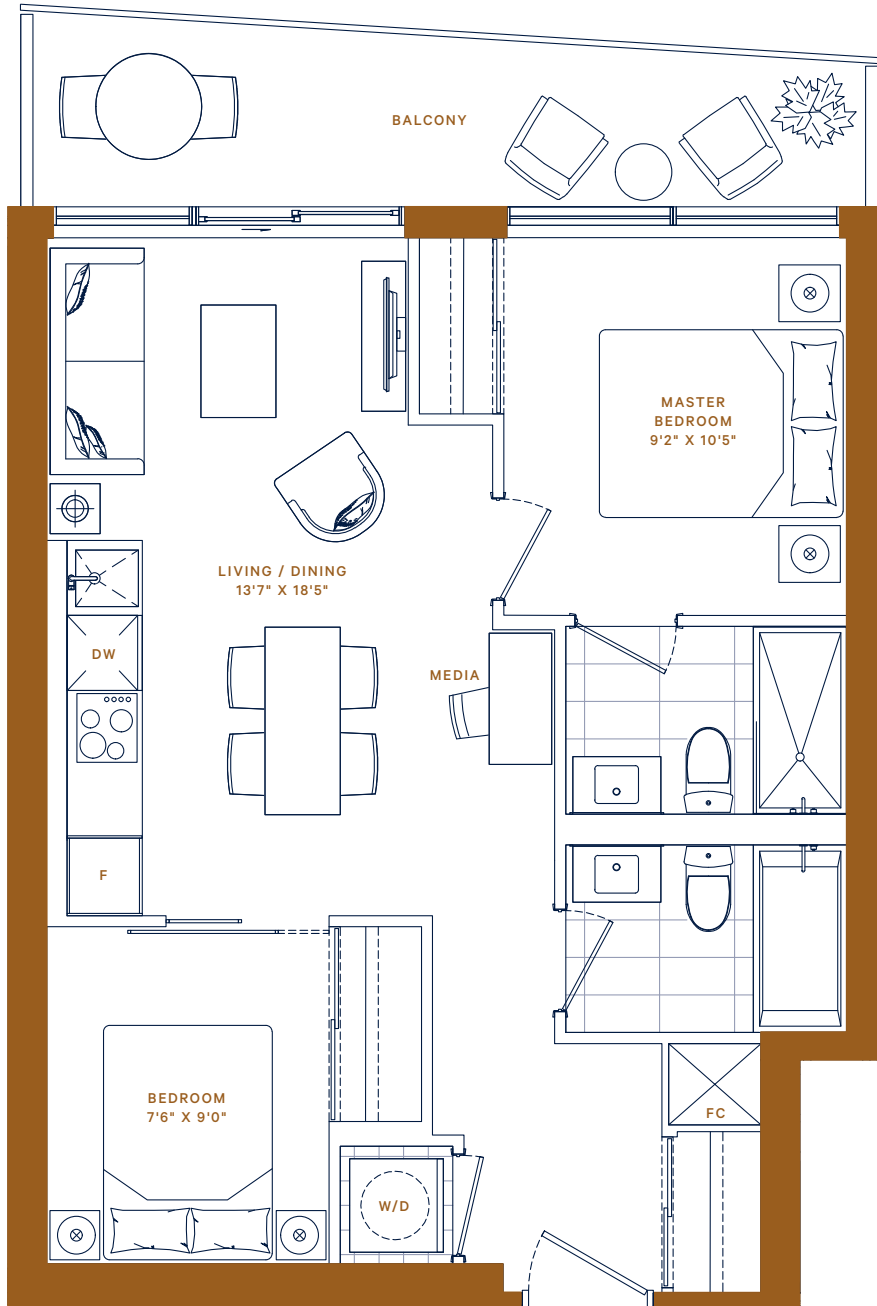 BALCONY
MASTER
BEDROOM
9'2" X 10'5"
LIVING / DINING
13'7" X 18'5"
DW
MEDIA
F
BEDROOM
7'6" X 9'0"
FC
W/D